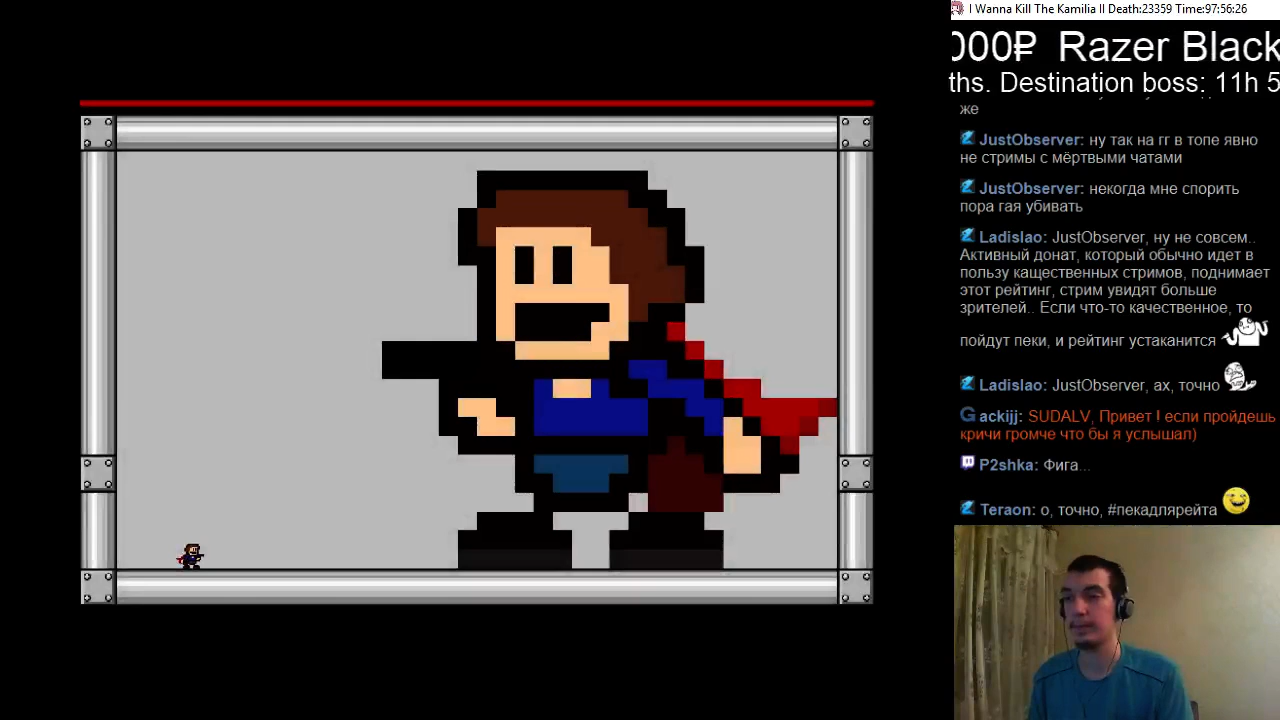 I Wanna Kill The Kamilia II Death:23359 Time:97:56:26
000₽ Razer Black
ths. Destination boss: 11h 5
же
JustObserver: ну так на гг в топе явно
не стримы с мёртвыми чатами
JustObserver: некогда мне спорить
пора гая убивать
Ladislao: JustObserver, ну не совсем..
Активный донат, который обычно идет в
пользу кащественных стримов, поднимает
этот рейтинг, стрим увидят больше
зрителей.. Если что-то качественное, то
пойдут пеки, и рейтинг устаканится
Ladislao: JustObserver, ах, точно
ackijj: SUDALV, Привет ! если пройдешь
кричи громче что бы я услышал)
P2shka: Фига...
Teraon: о, точно, #пекадлярейта